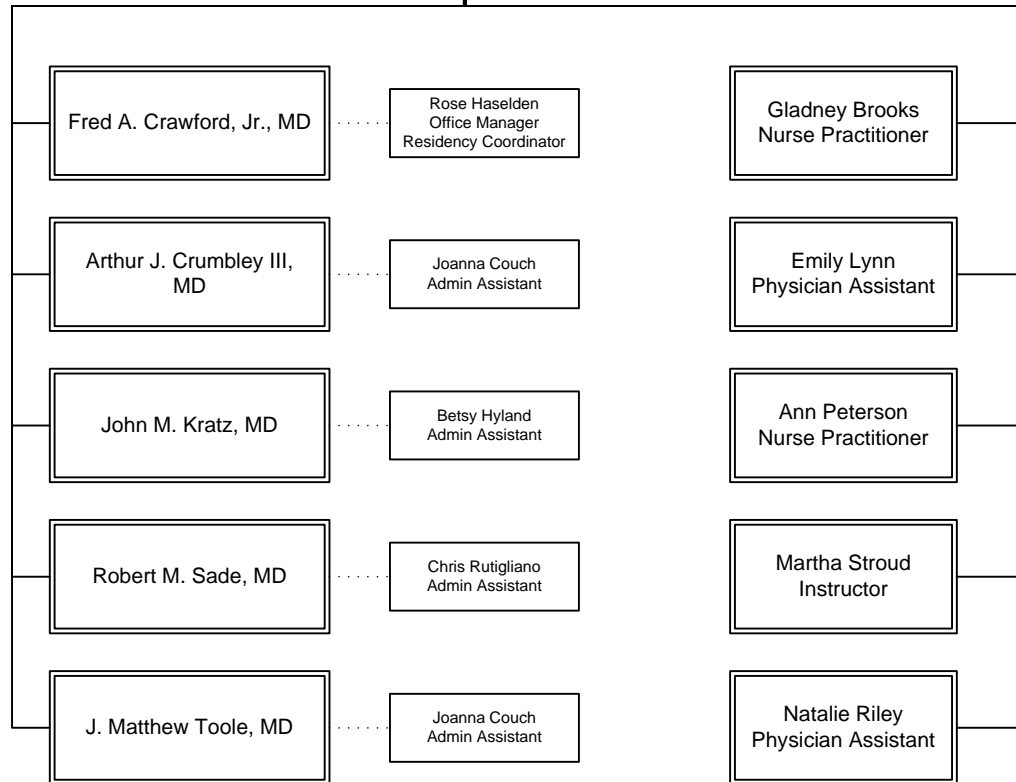 Fred A. Crawford, Jr., MD
Rose Haselden
Office Manager
Residency Coordinator
Gladney Brooks
Nurse Practitioner
Arthur J. Crumbley III,
MD
Joanna Couch
Admin Assistant
Emily Lynn
Physician Assistant
John M. Kratz, MD
Betsy Hyland
Admin Assistant
Ann Peterson
Nurse Practitioner
Robert M. Sade, MD
Chris Rutigliano
Admin Assistant
Martha Stroud
Instructor
J. Matthew Toole, MD
Joanna Couch
Admin Assistant
Natalie Riley
Physician Assistant